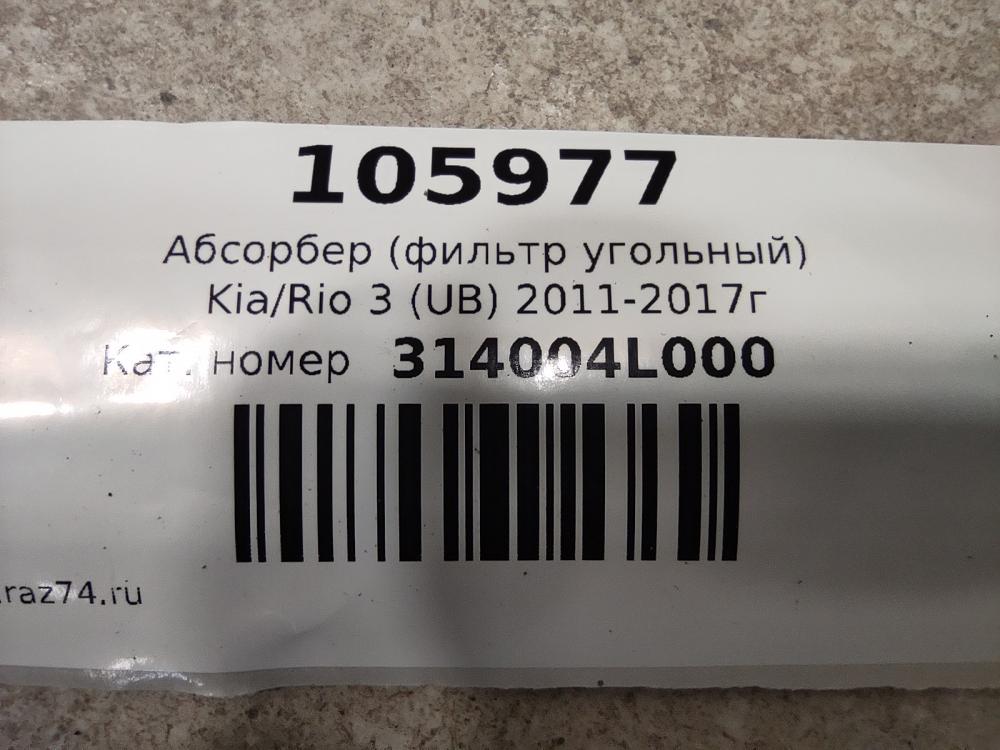 105977
Абсорбер (фильтр угольный)
Kia/Rio 3 (UB) 2011-2017г
Кат. номер 314004L000
.raz74.ru